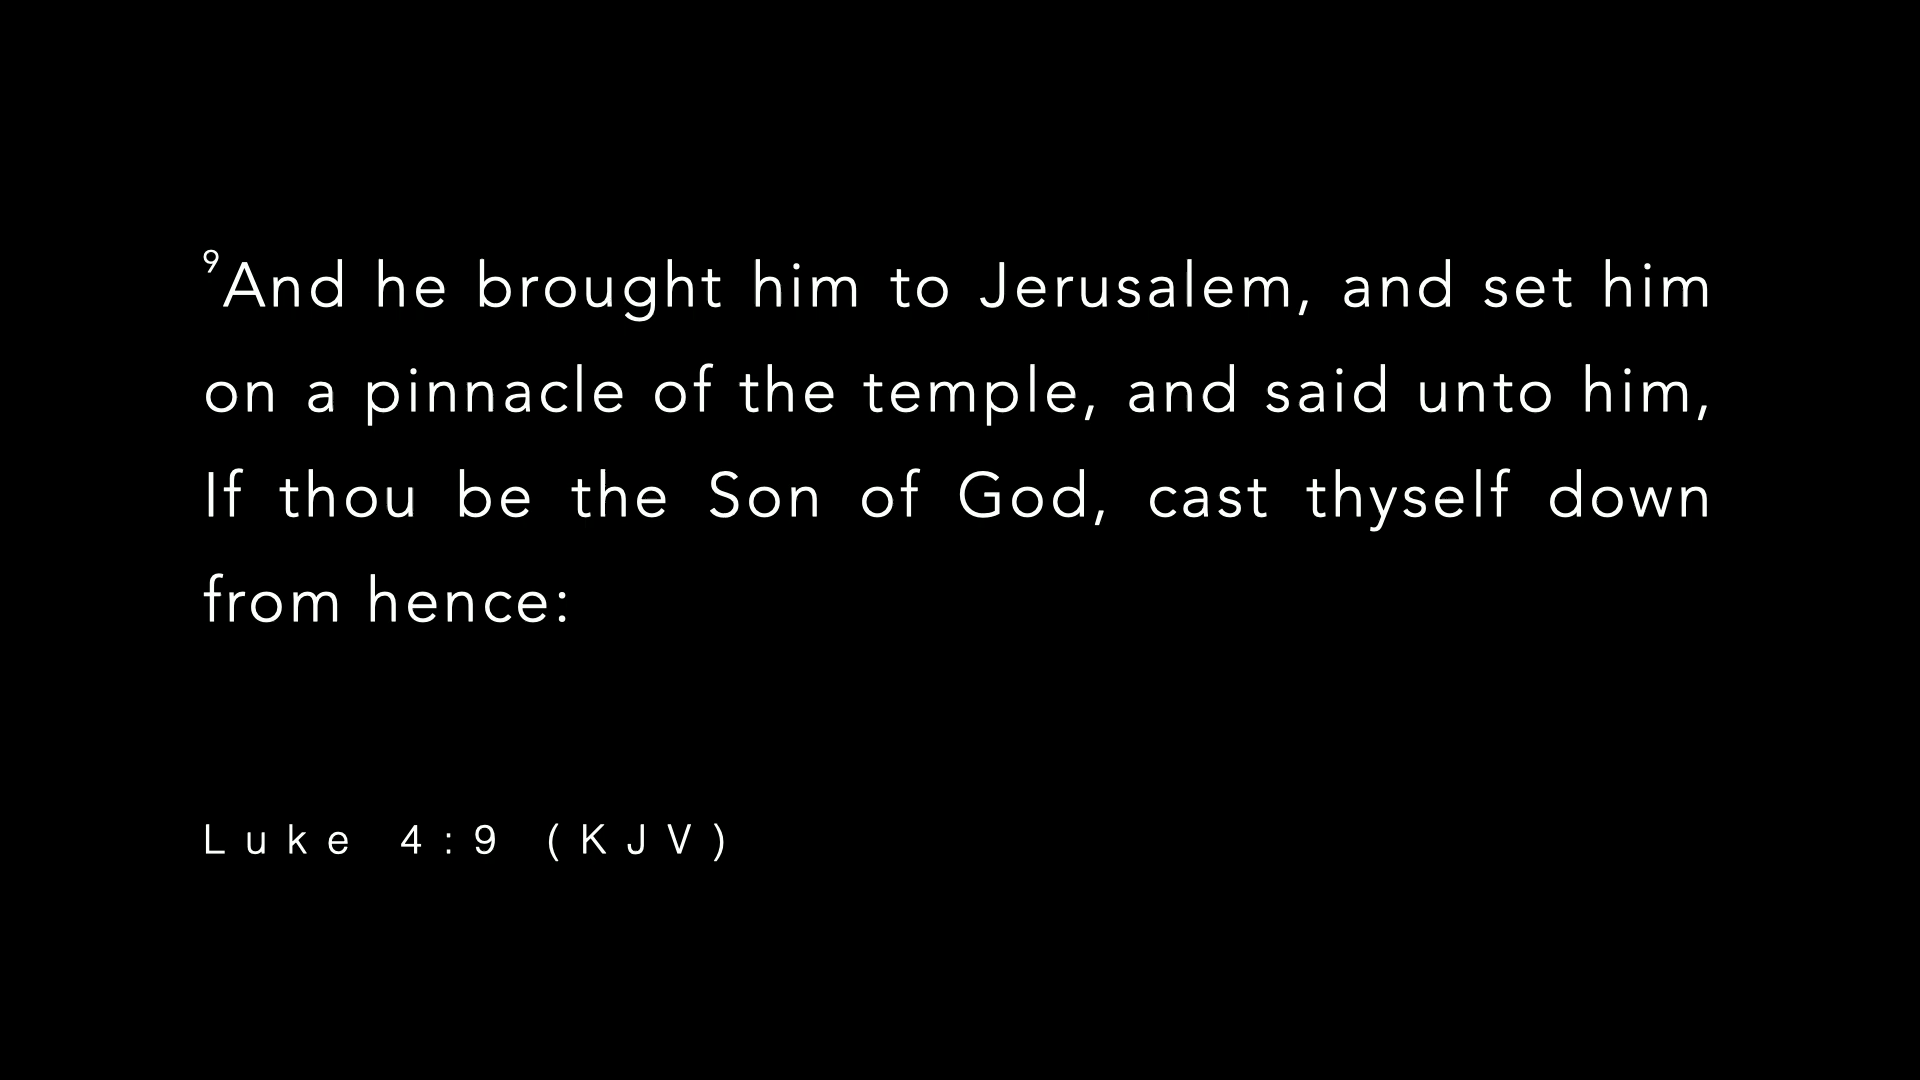 ⁹And he brought him to Jerusalem, and set him
on a pinnacle of the temple, and said unto him,
If thou be the Son of God, cast thyself down
from hence:
Luke 4:9 (KJV)